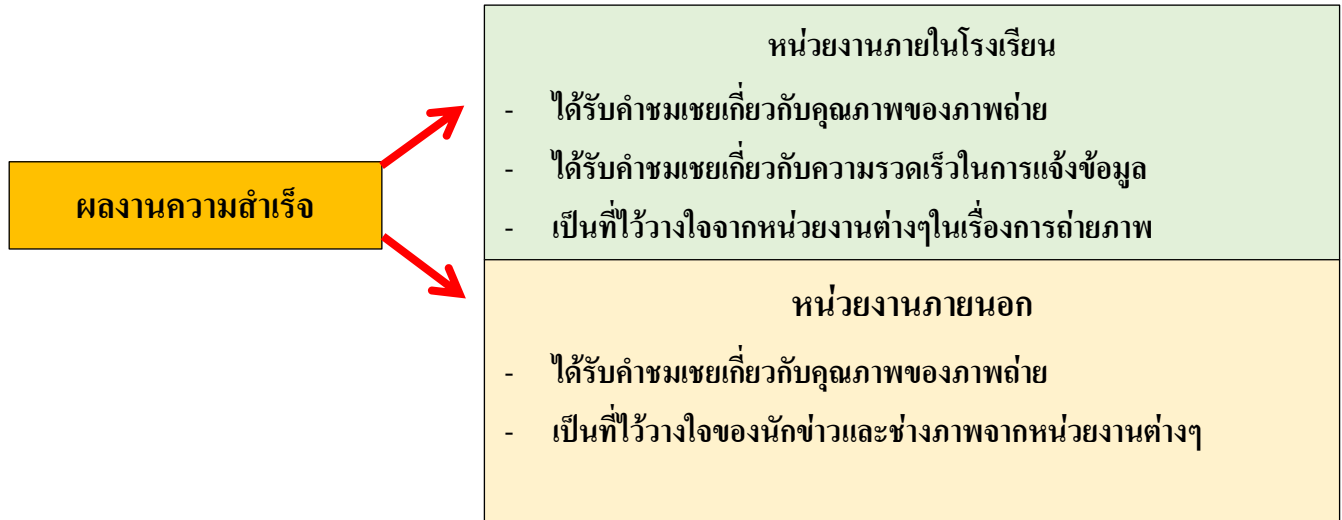 หน่วยงานภายในโรงเรียน
- ได้รับคำชมเชยเกี่ยวกับคุณภาพของภาพถ่าย
- ได้รับคำชมเชยเกี่ยวกับความรวดเร็วในการแจ้งข้อมูล
- เป็นที่ไว้วางใจจากหน่วยงานต่างๆในเรื่องการถ่ายภาพ
ผลงานความสำเร็จ
หน่วยงานภายนอก
- ได้รับคำชมเชยเกี่ยวกับคุณภาพของภาพถ่าย
- เป็นที่ไว้วางใจของนักข่าวและช่างภาพจากหน่วยงานต่างๆ